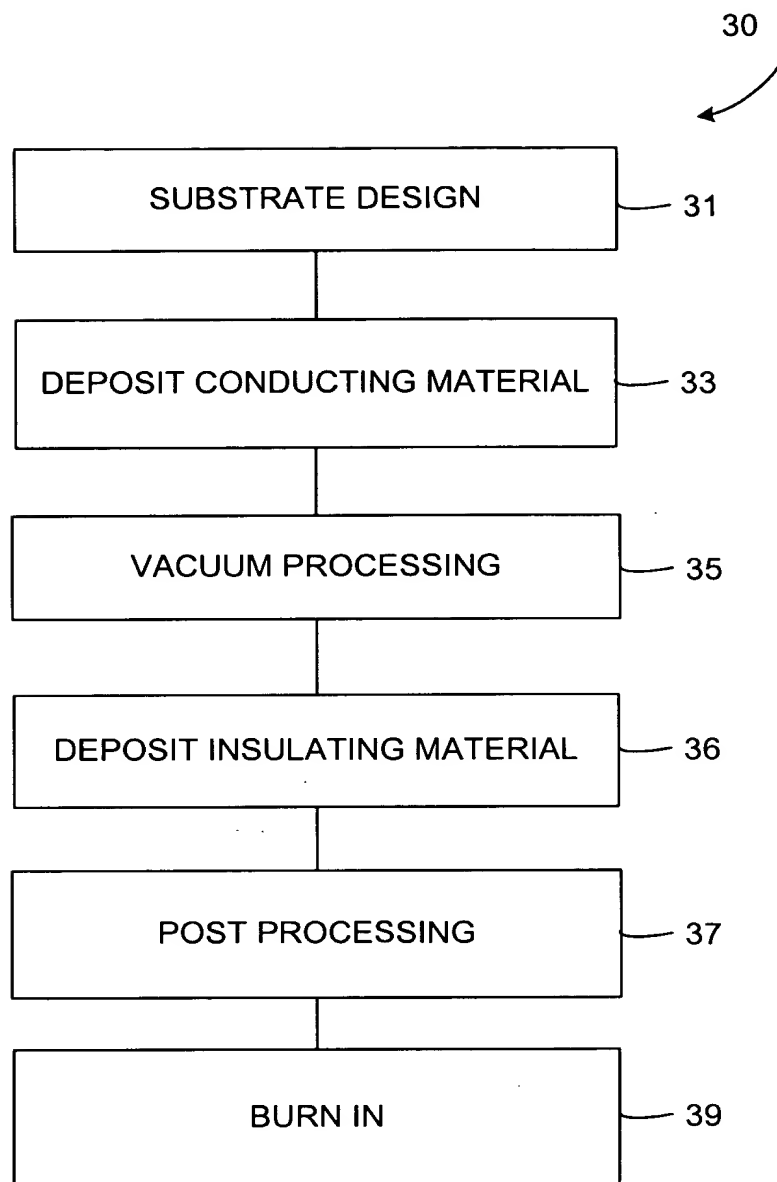 30
SUBSTRATE DESIGN 31
DEPOSIT CONDUCTING MATERIAL 33
VACUUM PROCESSING 35
DEPOSIT INSULATING MATERIAL 36
POST PROCESSING 37
BURN IN 39